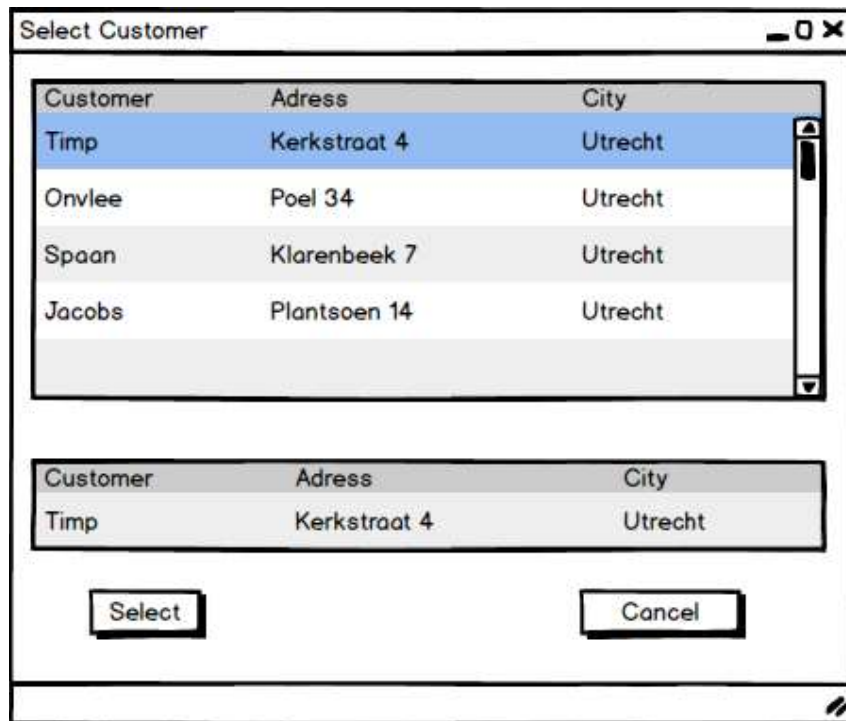 Select Customer
Customer Adress City
Timp Kerkstraat 4 Utrecht
Onvlee Poel 34 Utrecht
Spaan Klarenbeek 7 Utrecht
Jacobs Plantsoen 14 Utrecht
Customer Adress City
Timp Kerkstraat 4 Utrecht
Select Cancel